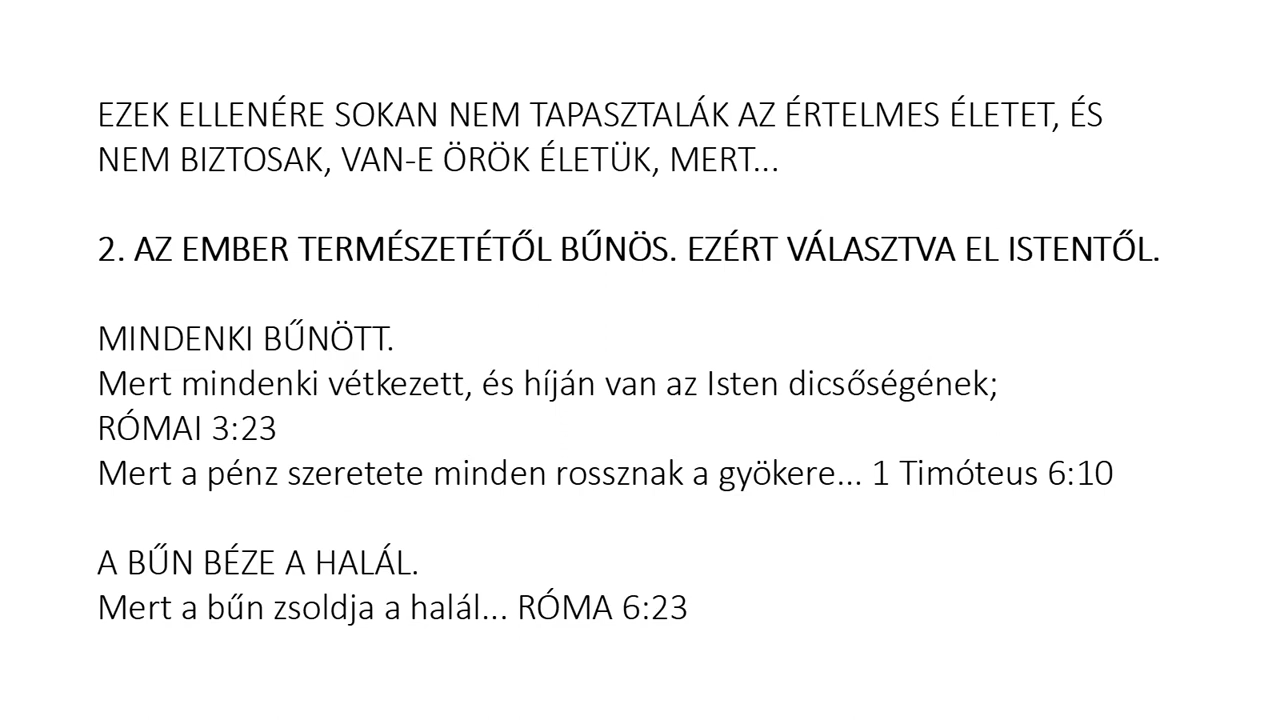 EZEK ELLENÉRE SOKAN NEM TAPASZTALÁK AZ ÉRTELMES ÉLETET, ÉS
NEM BIZTOSAK, VAN-E ÖRÖK ÉLETÜK, MERT...
2. AZ EMBER TERMÉSZETÉTŐL BŰNÖS. EZÉRT VÁLASZTVA EL ISTENTŐL.
MINDENKI BŰNÖTT.
Mert mindenki vétkezett, és híján van az Isten dicsőségének;
RÓMAI 3:23
Mert a pénz szeretete minden rossznak a gyökere... 1 Timóteus 6:10
A BŰN BÉZE A HALÁL.
Mert a bűn zsoldja a halál... RÓMA 6:23